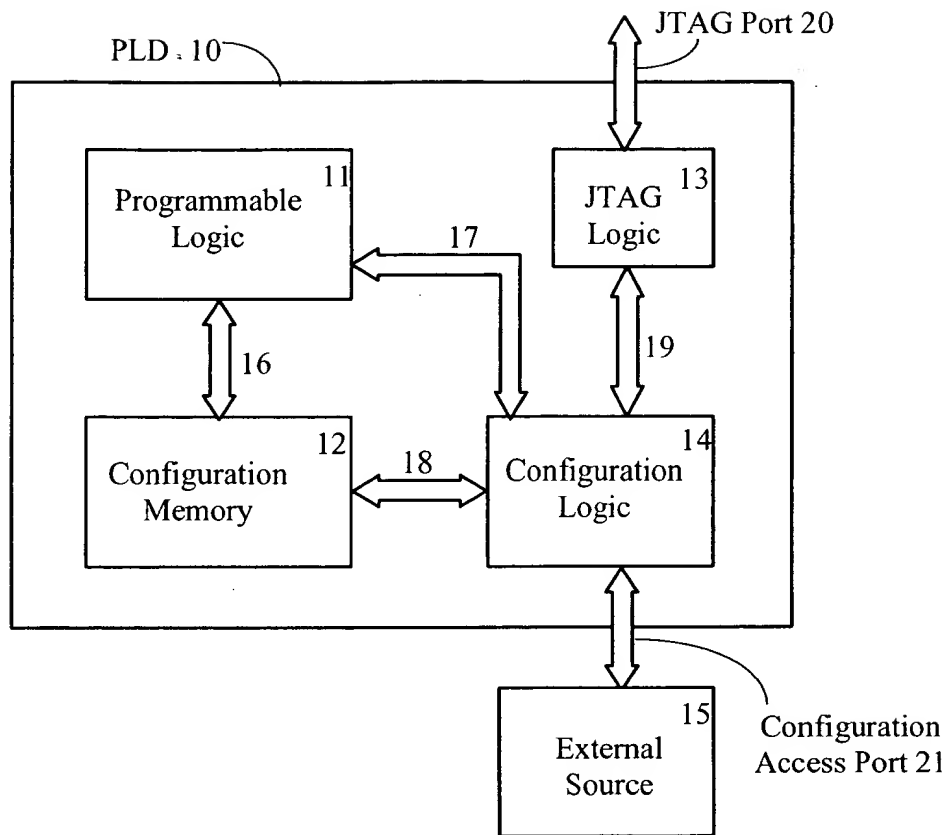 JTAG Port 20
PLD . 10
11
Programmable
Logic
13
JTAG
Logic
17
16
19
12
Configuration
Memory
18
14
Configuration
Logic
15
External
Source
Configuration
Access Port 21